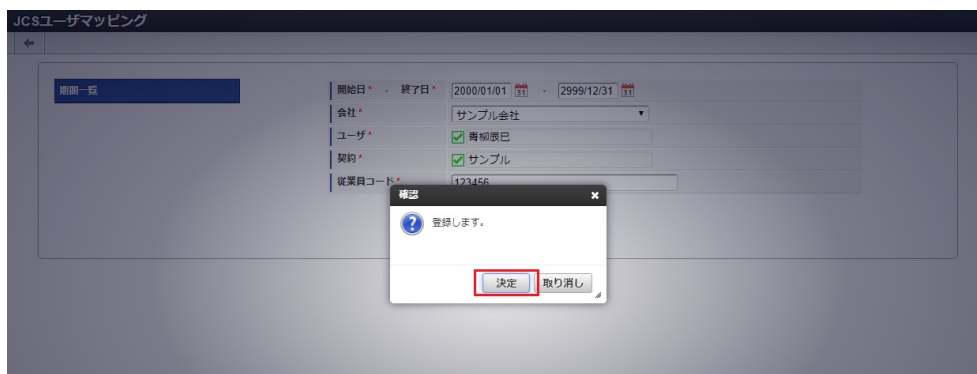 JCSユーザマッピング
期間一覧
開始日* - 終了日* 2000/01/01 31 - 2999/12/31 31
会社* サンプル会社
ユーザ* 青柳辰巳
契約* サンプル
従業員コード* 123456
確認
登録します。
決定 取り消し